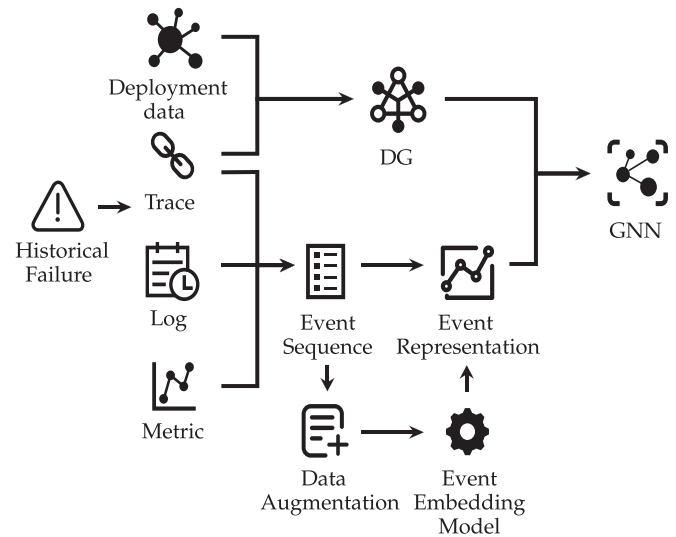 Deployment
data
DG
Trace
GNN
Historical
Failure
Log
Event
Sequence
Event
Representation
Metric
Data
Augmentation
Event
Embedding
Model